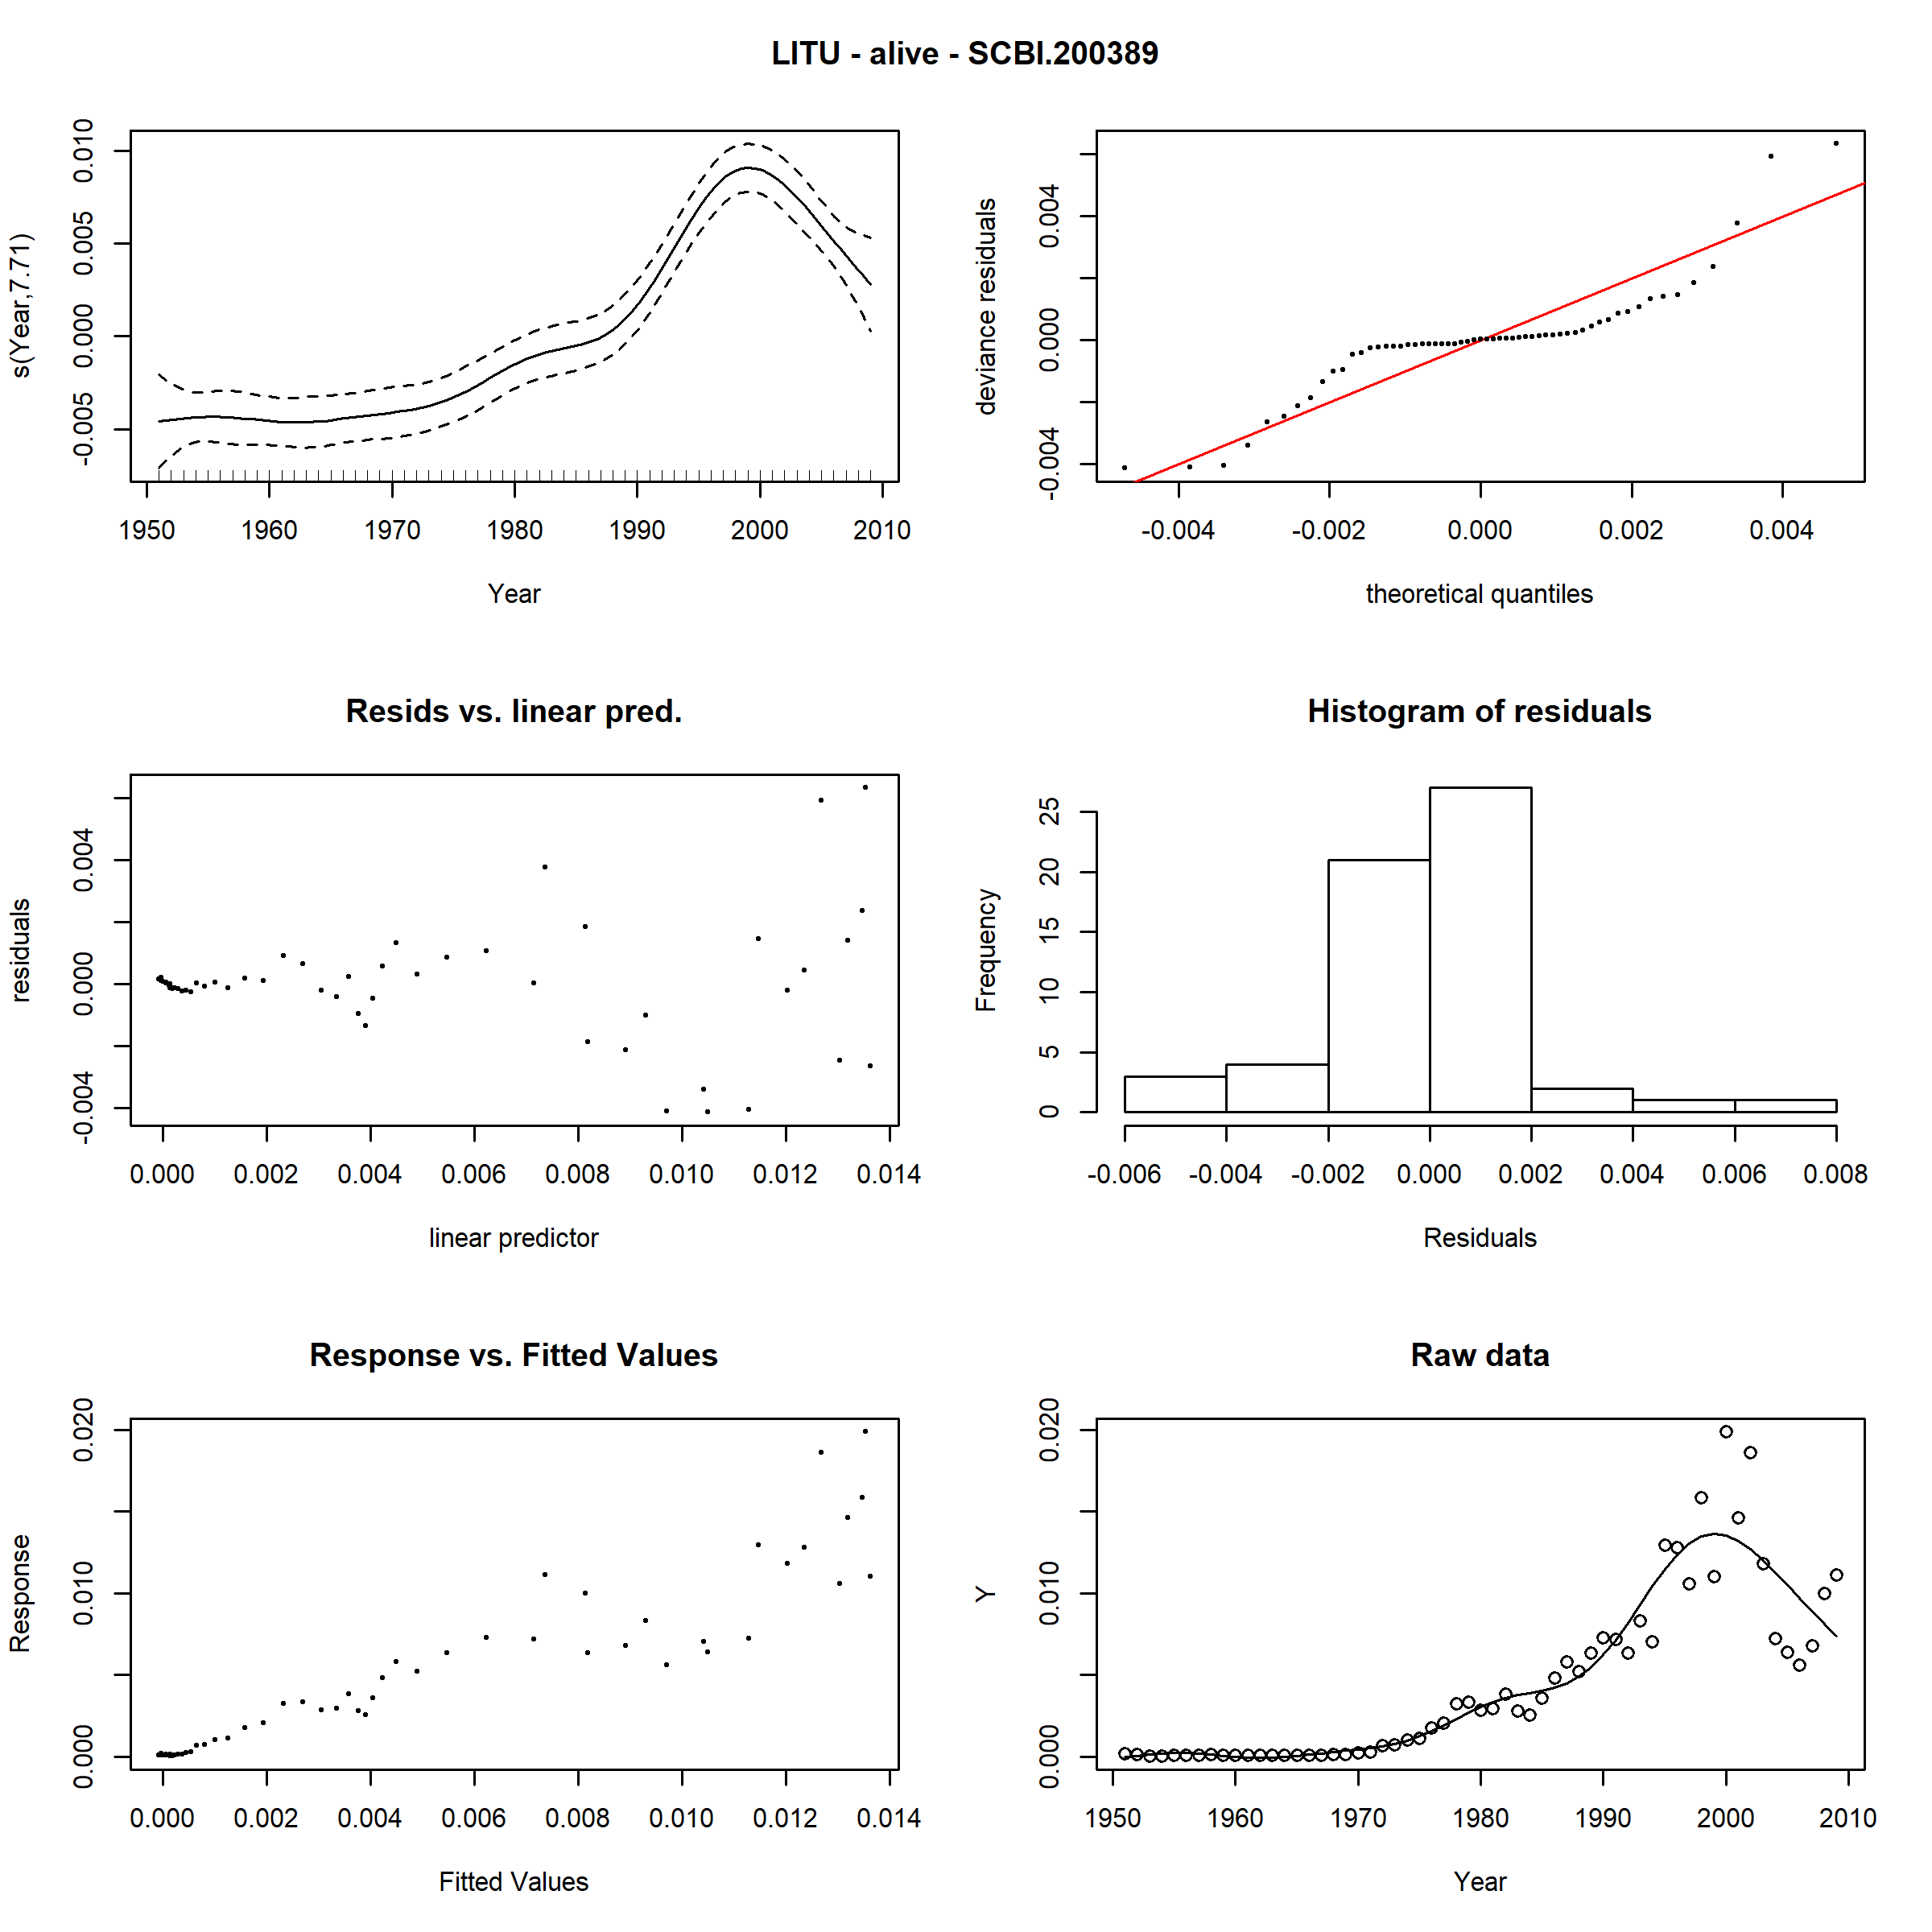 LITU - alive - SCBI.200389
s(Year,7.71)
-0.005 0.000 0.005 0.010
1950 1960 1970 1980 1990 2000 2010
Year
deviance residuals
-0.004 0.000 0.004
-0.004 -0.002 0.000 0.002 0.004
theoretical quantiles
Resids vs. linear pred.
residuals
-0.004 0.000 0.004
0.000 0.002 0.004 0.006 0.008 0.010 0.012 0.014
linear predictor
Histogram of residuals
Frequency
0 5 10 15 20 25
-0.006 -0.004 -0.002 0.000 0.002 0.004 0.006 0.008
Residuals
Response vs. Fitted Values
Response
0.000 0.010 0.020
0.000 0.002 0.004 0.006 0.008 0.010 0.012 0.014
Fitted Values
Raw data
Y
0.000 0.010 0.020
1950 1960 1970 1980 1990 2000 2010
Year